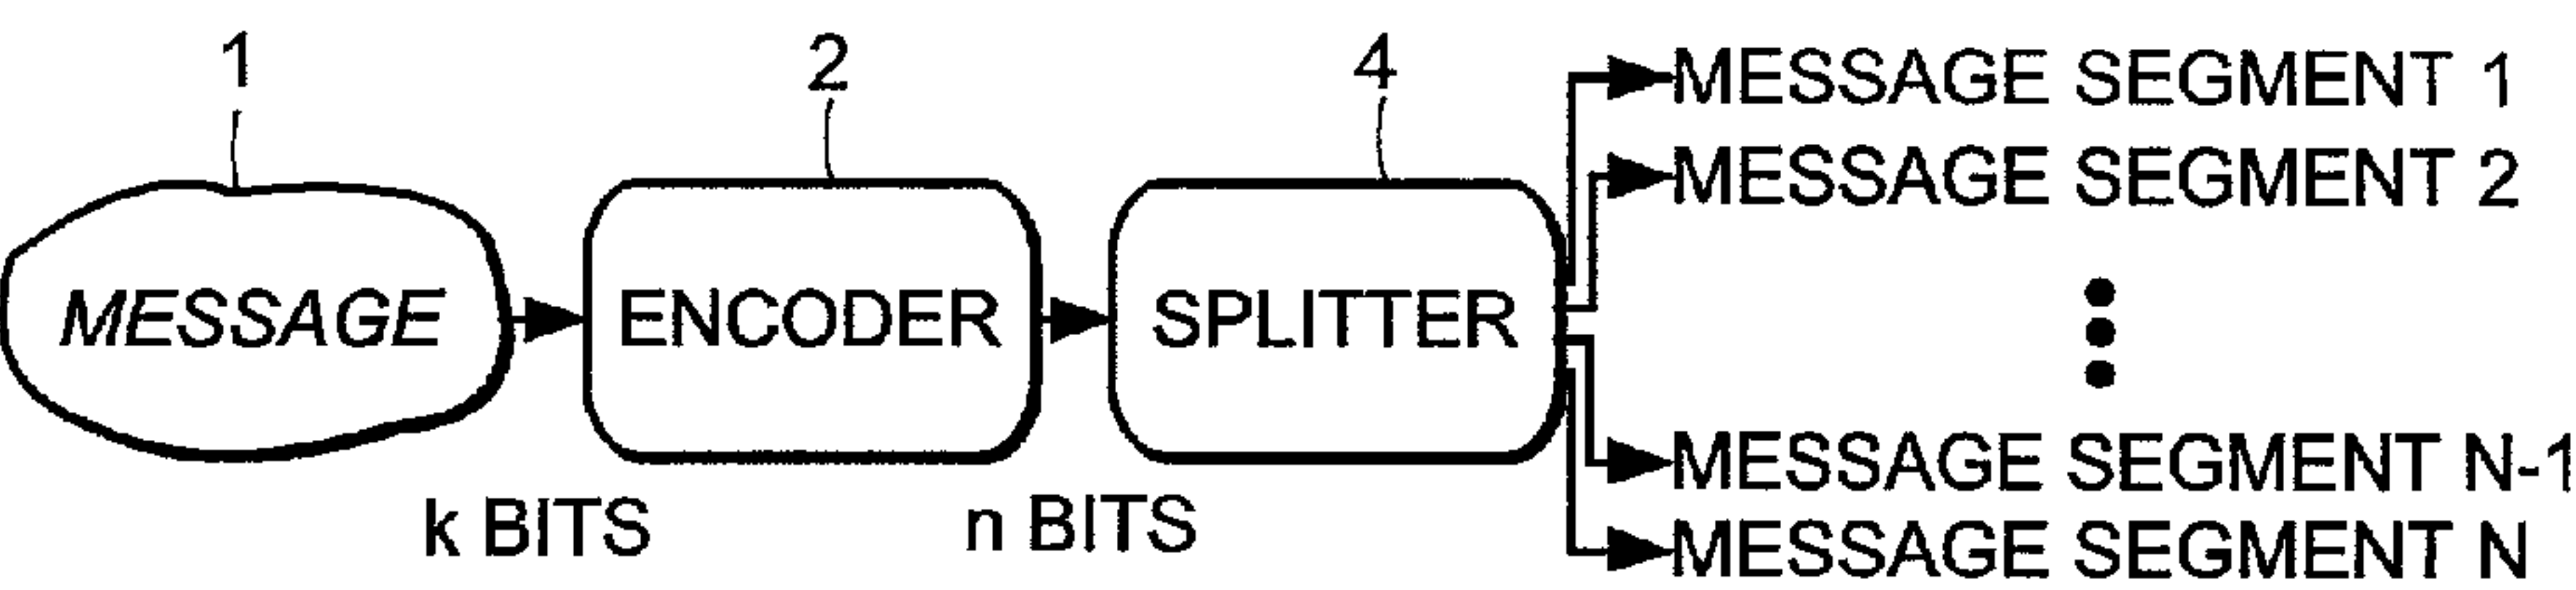 1
2
4
MESSAGE
ENCODER
SPLITTER
k BITS
n BITS
MESSAGE SEGMENT 1
MESSAGE SEGMENT 2
MESSAGE SEGMENT N-1
MESSAGE SEGMENT N